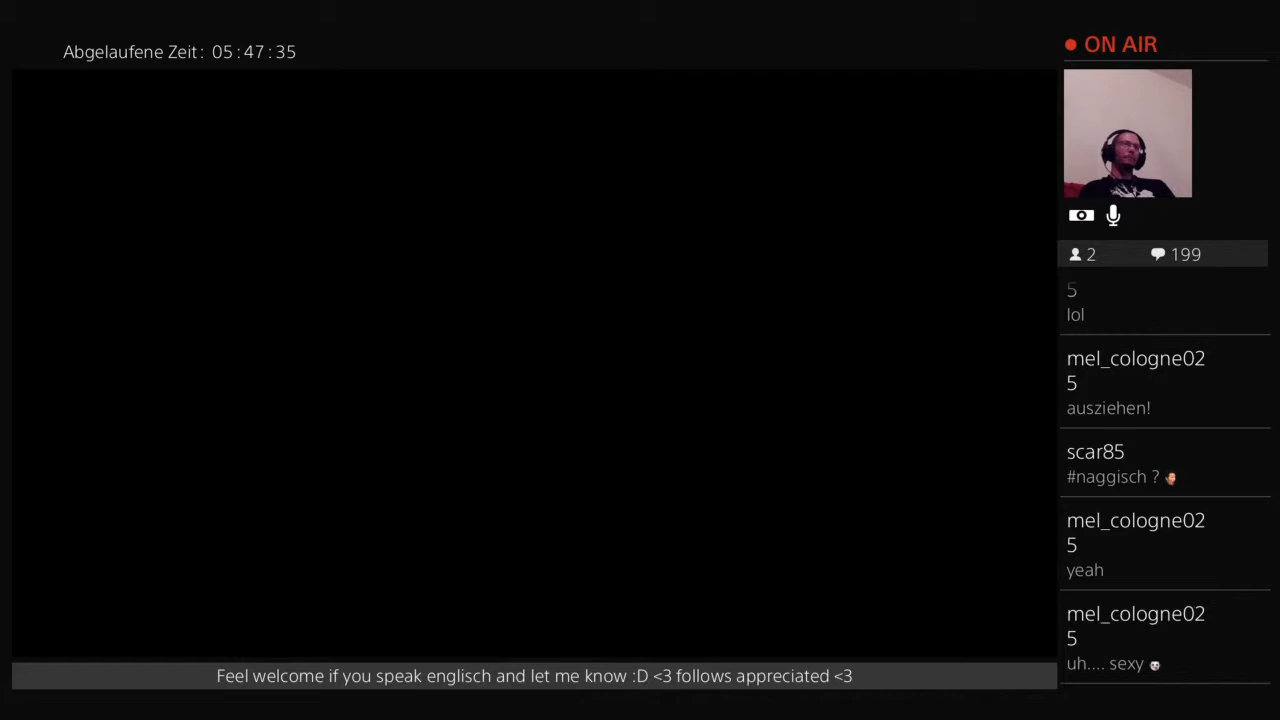 Abgelaufene Zeit: 05:47:35
ON AIR
2 199
5
lol
mel_cologne02
5
ausziehen!
scar85
#naggisch ?
mel_cologne02
5
yeah
mel_cologne02
5
uh.... sexy
Feel welcome if you speak englisch and let me know :D <3 follows appreciated <3